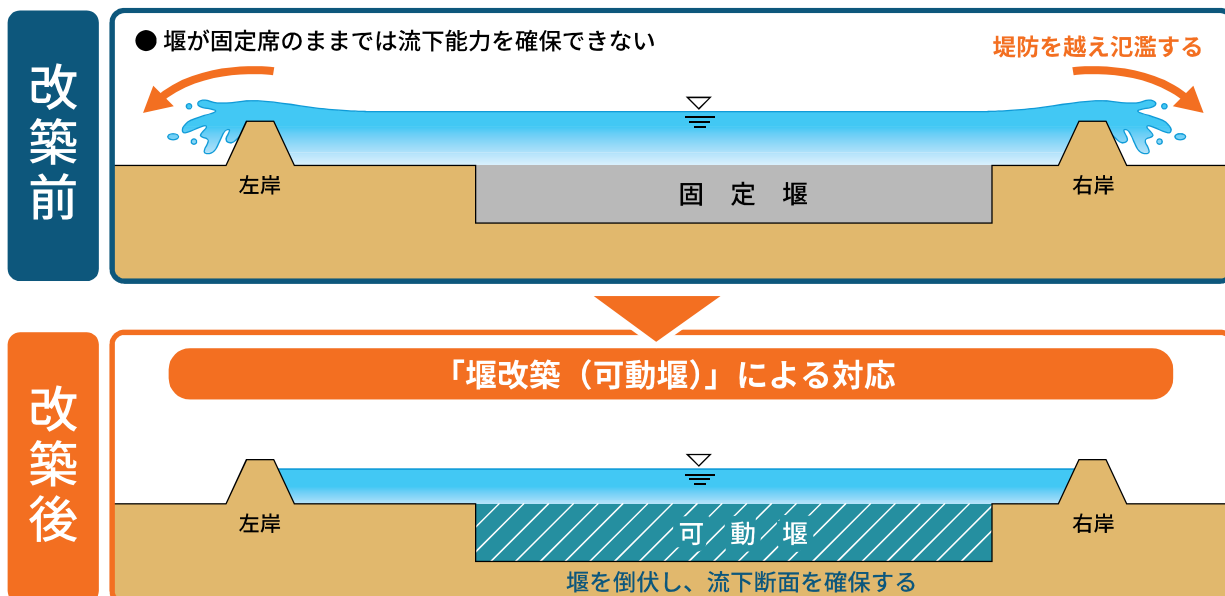 改築前
● 堰が固定席のままでは流下能力を確保できない
堤防を越え氾濫する
左岸
固定堰
右岸
改築後
「堰改築（可動堰）」による対応
左岸
可動堰
右岸
堰を倒伏し、流下断面を確保する